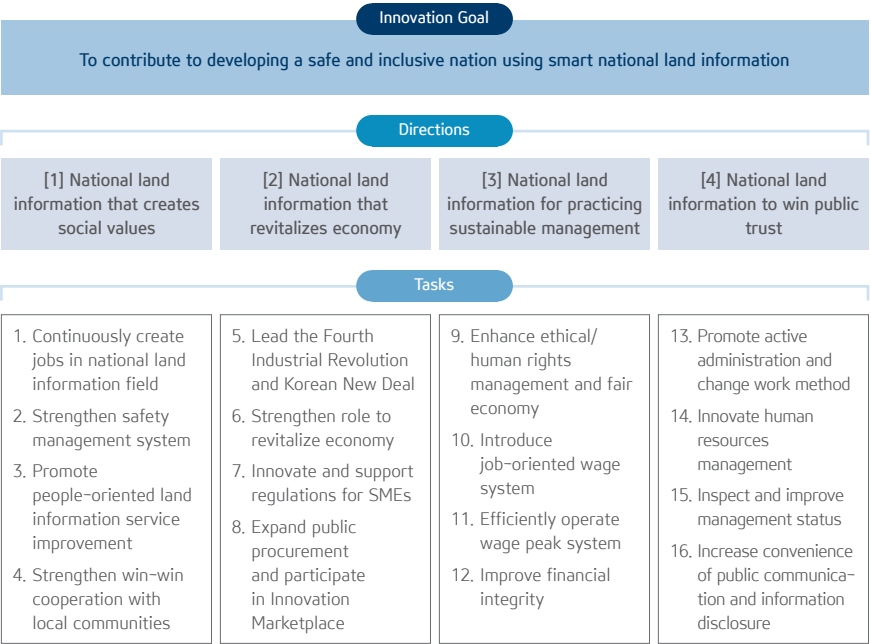 Innovation Goal
To contribute to developing a safe and inclusive nation using smart national land information
Directions
[1] National land
information that creates
social values
[2] National land
information that
revitalizes economy
[3] National land
information for practicing
sustainable management
[4] National land
information to win public
trust
Tasks
1. Continuously create
jobs in national land
information field
2. Strengthen safety
management system
3. Promote
people-oriented land
information service
improvement
4. Strengthen win-win
cooperation with
local communities
5. Lead the Fourth
Industrial Revolution
and Korean New Deal
6. Strengthen role to
revitalize economy
7. Innovate and support
regulations for SMEs
8. Expand public
procurement
and participate
in Innovation
Marketplace
9. Enhance ethical/
human rights
management and fair
economy
10. Introduce
job-oriented wage
system
11. Efficiently operate
wage peak system
12. Improve financial
integrity
13. Promote active
administration and
change work method
14. Innovate human
resources
management
15. Inspect and improve
management status
16. Increase convenience
of public communica-
tion and information
disclosure